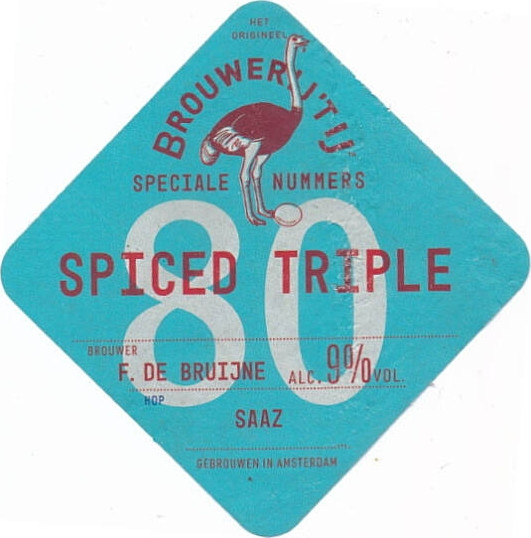 HET
ORIGINEEL
BROUWERIJ 'T IJ
SPECIALE NUMMERS
80
SPICED TRIPLE
BROUWER
F. DE BRUIJNE ALC. 9% VOL.
HOP
SAAZ
GEBROUWEN IN AMSTERDAM